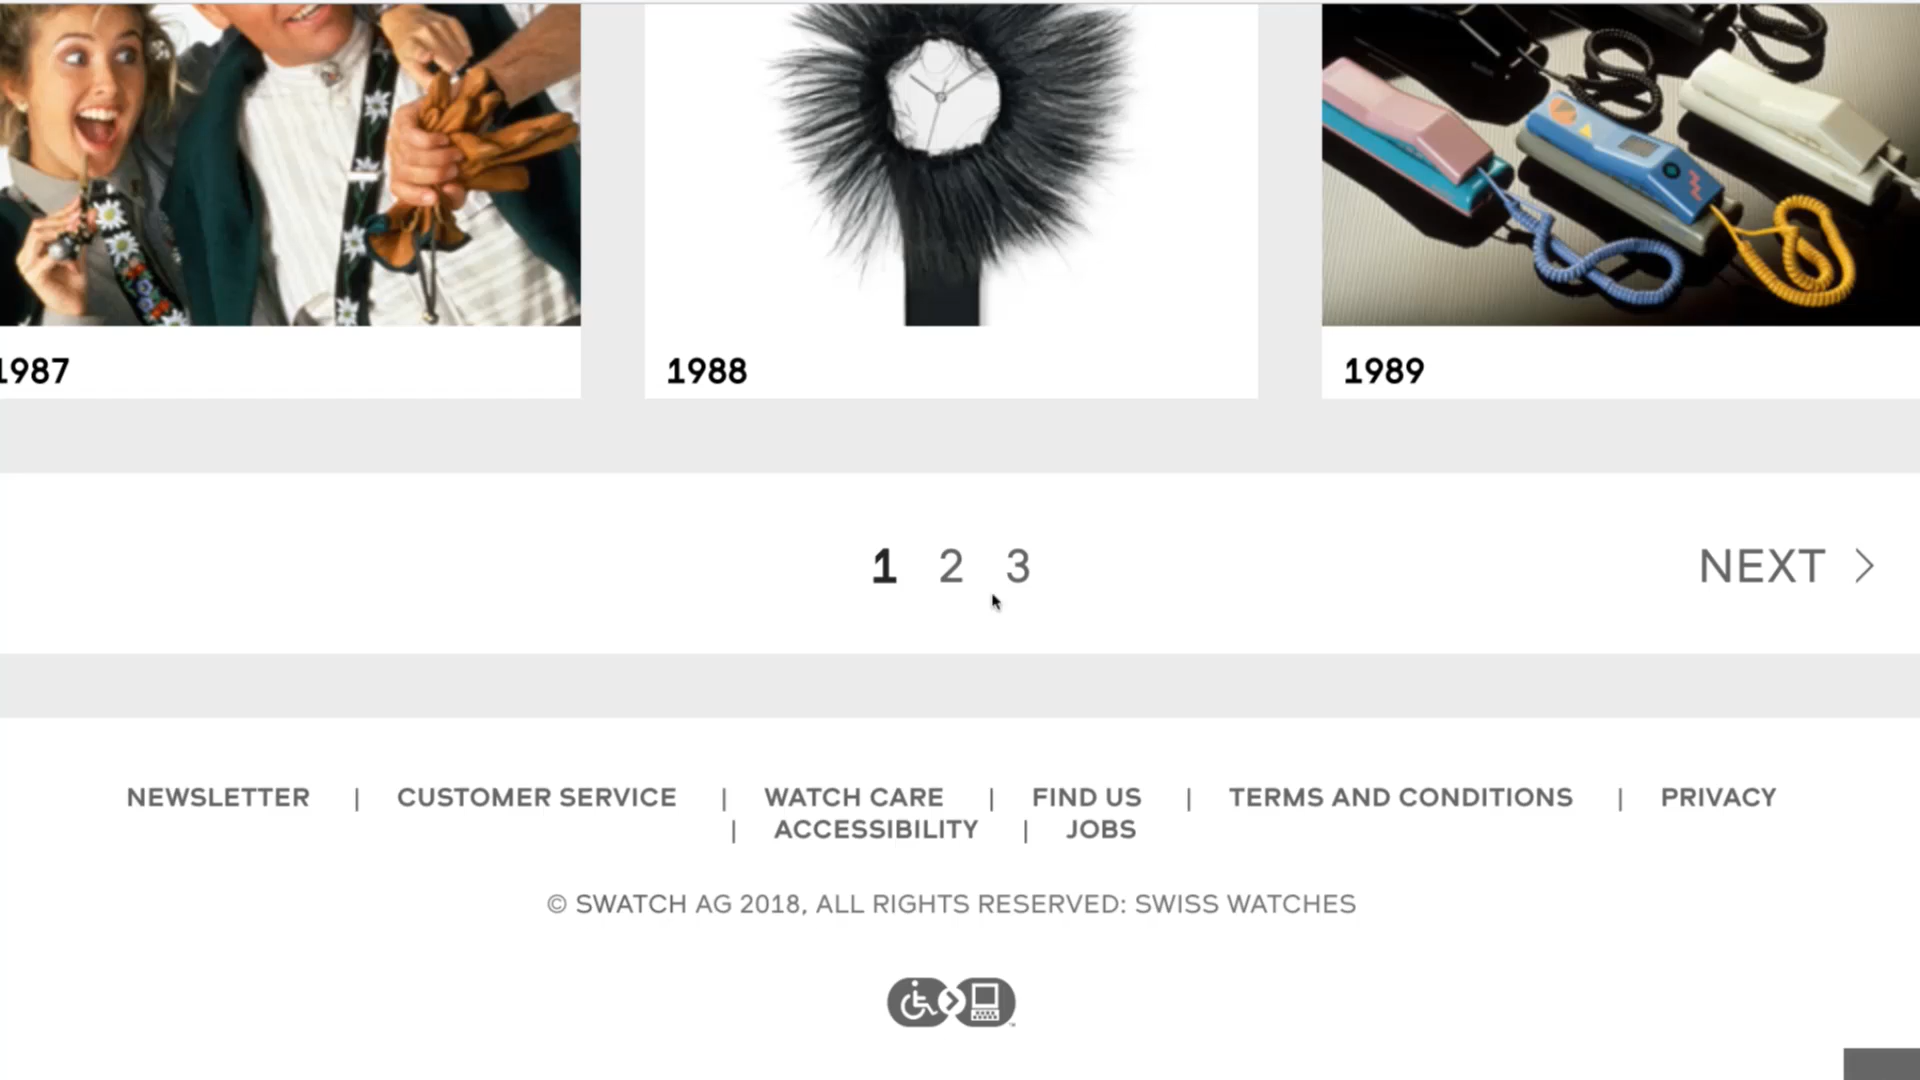 1987
1988
1989
1 2 3
NEXT
NEWSLETTER | CUSTOMER SERVICE | WATCH CARE | FIND US | TERMS AND CONDITIONS | PRIVACY
| ACCESSIBILITY | JOBS
© SWATCH AG 2018, ALL RIGHTS RESERVED: SWISS WATCHES